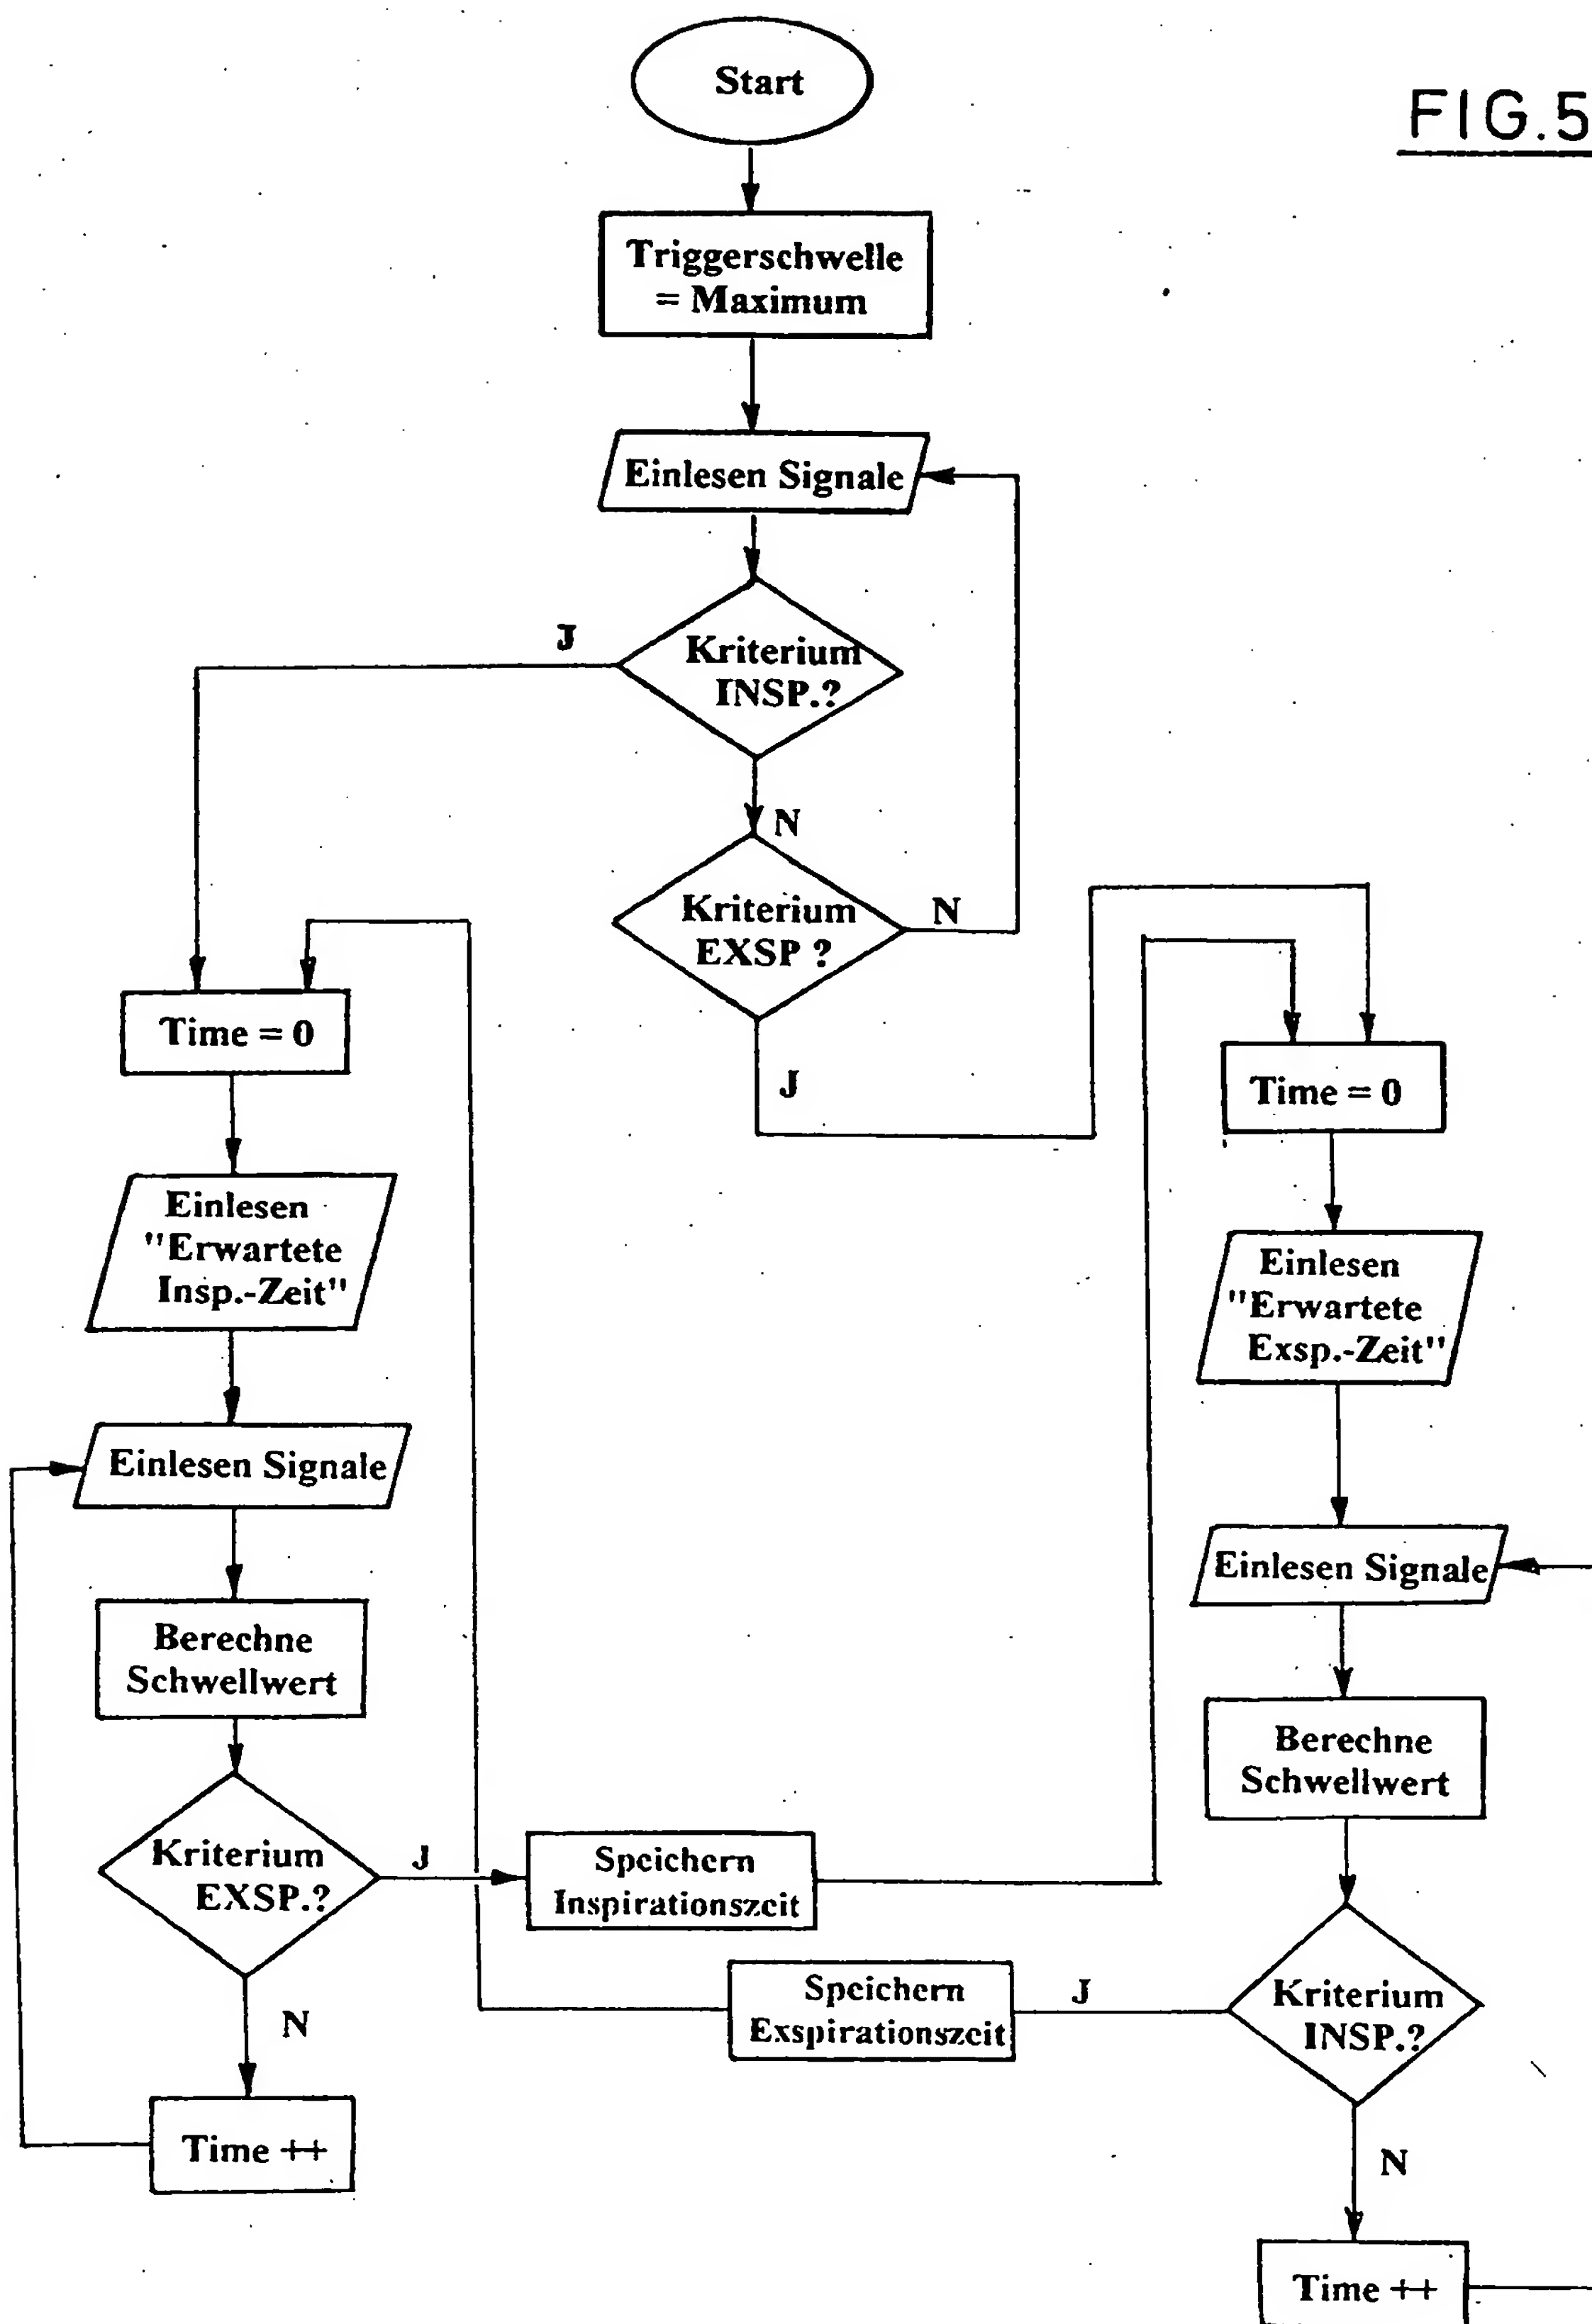 Start
FIG.5
Triggerschwelle
= Maximum
Einlesen Signale
J
Kriterium
INSP.?
N
Kriterium
EXSP ?
N
J
Time = 0
Einlesen
"Erwartete
Insp.-Zeit"
Einlesen Signale
Berechne
Schwellwert
Kriterium
EXSP.?
J
N
Time ++
Speichern
Inspirationszeit
Time = 0
Einlesen
"Erwartete
Exsp.-Zeit"
Einlesen Signale
Berechne
Schwellwert
Kriterium
INSP.?
J
N
Time ++
Speichern
Exspirationszeit